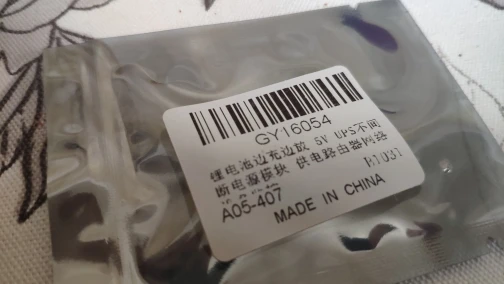 GY16054
锂电池边充边放 5V UPS不间
断电源模块 供电路由器网络
A05-407
MADE IN CHINA